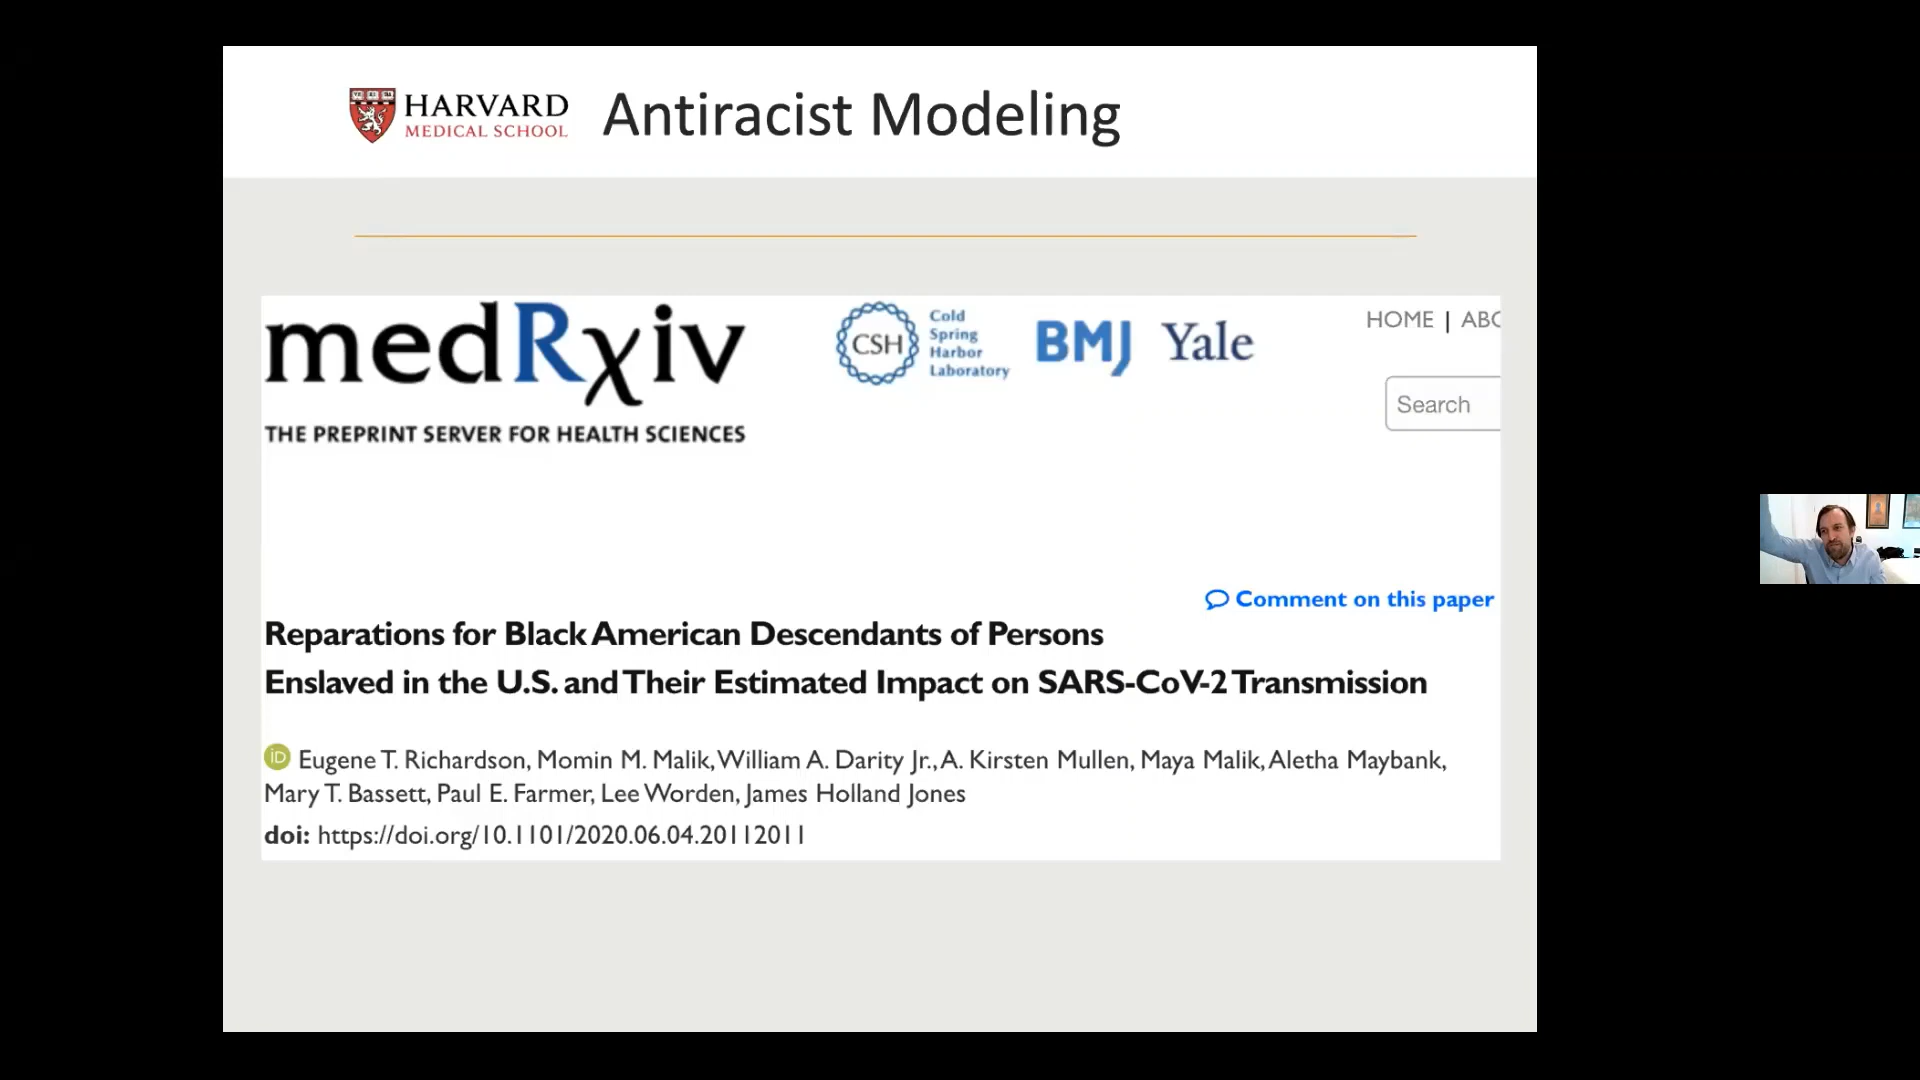 HARVARD
MEDICAL SCHOOL
Antiracist Modeling
medRxiv
THE PREPRINT SERVER FOR HEALTH SCIENCES
CSH
Cold
Spring
Harbor
Laboratory
BMJ
Yale
HOME | ABC
Search
Comment on this paper
Reparations for Black American Descendants of Persons
Enslaved in the U.S. and Their Estimated Impact on SARS-CoV-2 Transmission
iD Eugene T. Richardson, Momin M. Malik, William A. Darity Jr., A. Kirsten Mullen, Maya Malik, Aletha Maybank,
Mary T. Bassett, Paul E. Farmer, Lee Worden, James Holland Jones
doi: https://doi.org/10.1101/2020.06.04.20112011